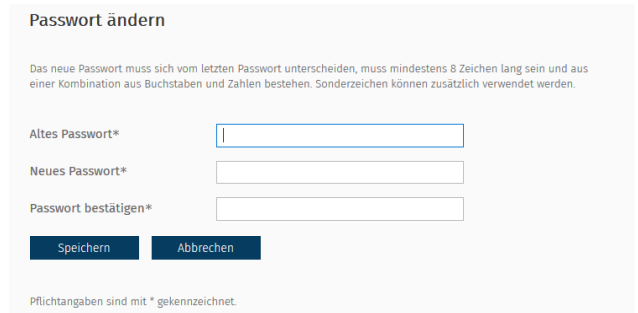 Passwort ändern
Das neue Passwort muss sich vom letzten Passwort unterscheiden, muss mindestens 8 Zeichen lang sein und aus
einer Kombination aus Buchstaben und Zahlen bestehen. Sonderzeichen können zusätzlich verwendet werden.
Altes Passwort*
Neues Passwort*
Passwort bestätigen*
Speichern Abbrechen
Pflichtangaben sind mit * gekennzeichnet.